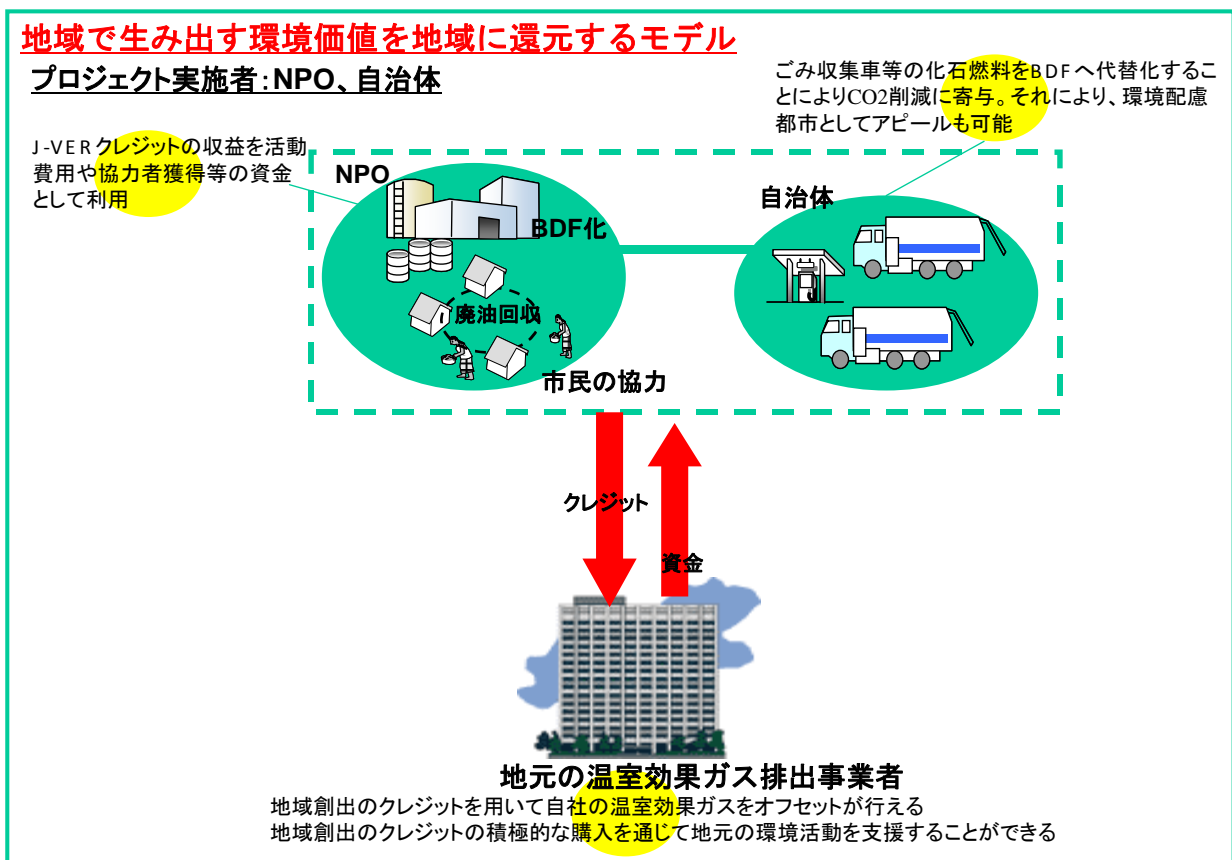 地域で生み出す環境価値を地域に還元するモデル
プロジェクト実施者：NPO、自治体
ごみ収集車等の化石燃料をBDFへ代替化するこ
とによりCO2削減に寄与。それにより、環境配慮
都市としてアピールも可能
J-VERクレジットの収益を活動
費用や協力者獲得等の資金
として利用
NPO
BDF化
廃油回収
市民の協力
自治体
クレジット
資金
地元の温室効果ガス排出事業者
地域創出のクレジットを用いて自社の温室効果ガスをオフセットが行える
地域創出のクレジットの積極的な購入を通じて地元の環境活動を支援することができる